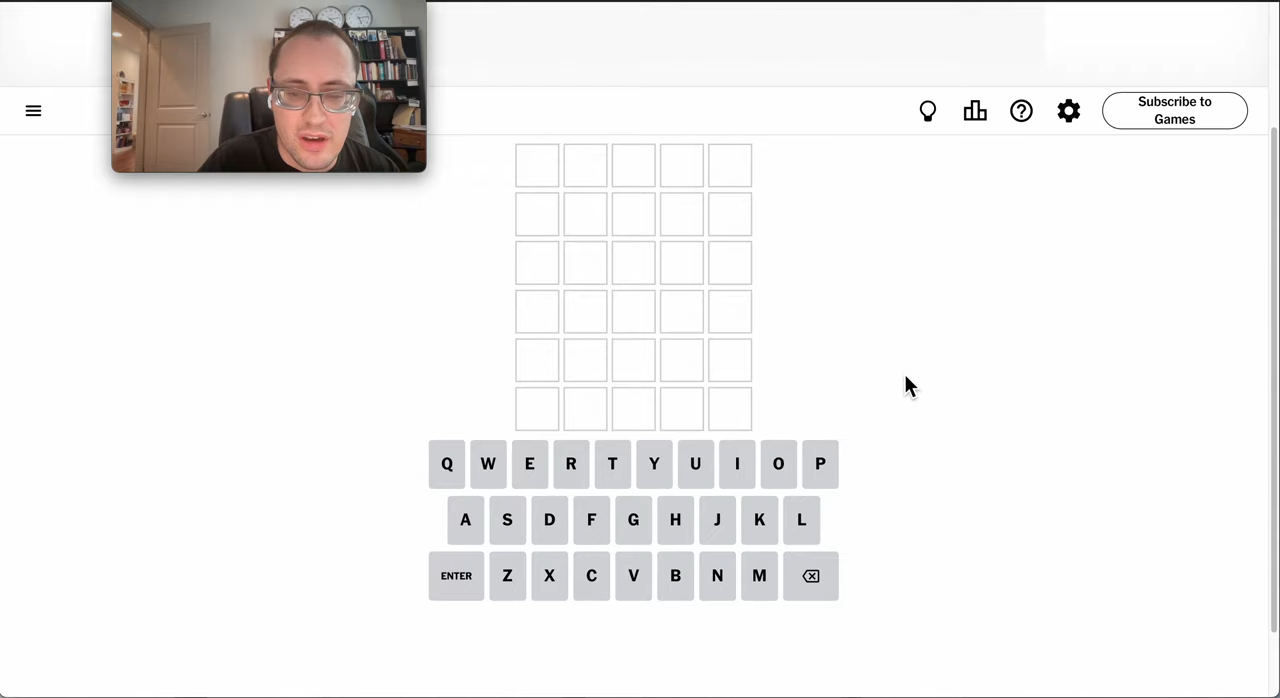 Subscribe to
Games
Q W E R T Y U I O P
A S D F G H J K L
ENTER Z X C V B N M